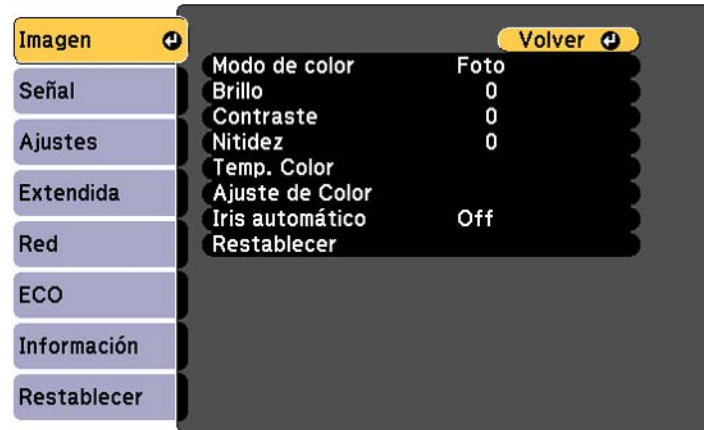 Imagen
Señal
Ajustes
Extendida
Red
ECO
Información
Restablecer
Volver
Modo de color Foto
Brillo 0
Contraste 0
Nitidez 0
Temp. Color
Ajuste de Color
Iris automático Off
Restablecer